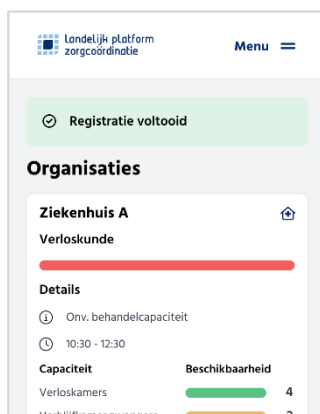 landelijk platform
zorgcoördinatie
Menu
Registratie voltooid
Organisaties
Ziekenhuis A
Verloskunde
Details
Onv. behandelcapaciteit
10:30 - 12:30
Capaciteit Beschikbaarheid
Verloskamers 4